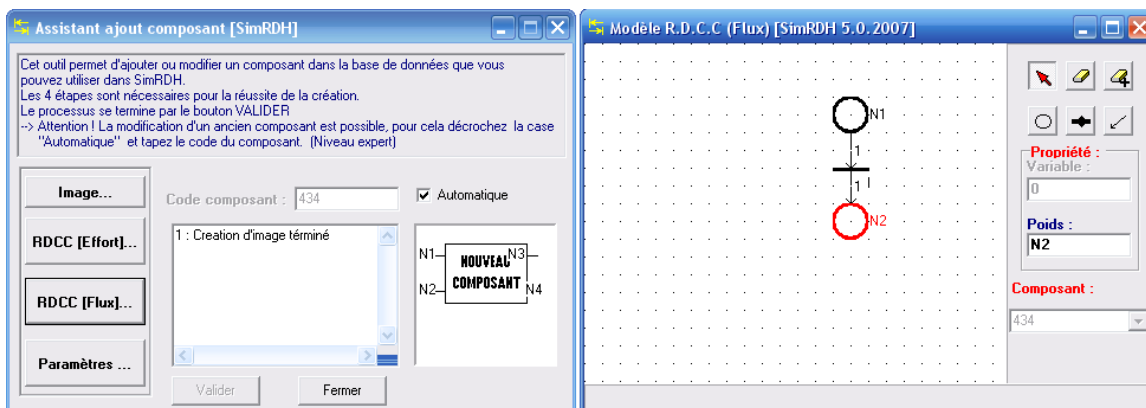 Assistant ajout composant [SimRDH]
Cet outil permet d'ajouter ou modifier un composant dans la base de données que vous
pouvez utiliser dans SimRDH.
Les 4 étapes sont nécessaires pour la réussite de la création.
Le processus se termine par le bouton VALIDER
--> Attention ! La modification d'un ancien composant est possible, pour cela décrochez la case
"Automatique" et tapez le code du composant. (Niveau expert)
Image...
RDCC [Effort]...
RDCC [Flux]...
Paramètres ...
Code composant : 434
Automatique
1 : Creation d'image términé
N1
N2
NOUVEAU
COMPOSANT
N3
N4
Valider
Fermer
Modèle R.D.C.C (Flux) [SimRDH 5.0.2007]
N1
1
1
N2
Propriété :
Variable :
0
Poids :
N2
Composant :
434